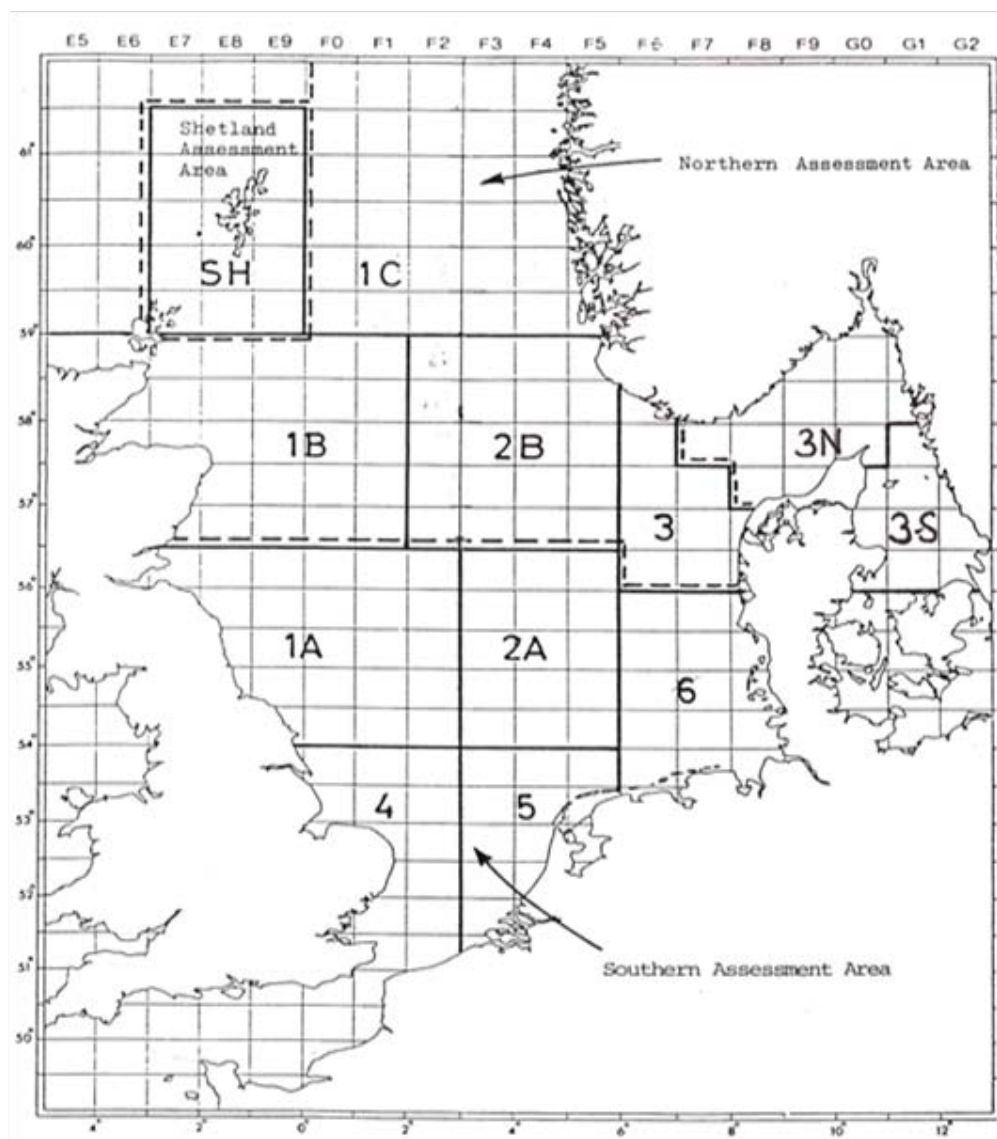 E5 E6 E7 E8 E9 F0 F1 F2 F3 F4 F5 F6 F7 F8 F9 G0 G1 G2
Shetland
Assessment
Area
61°
Northern Assessment Area
60°
SH
1C
59°
58°
1B
2B
3N
57°
3
3-S
56°
1A
2A
55°
6
54°
4
5
53°
52°
51°
Southern Assessment Area
50°
4° 2° 0° 2° 4° 6° 8° 10° 12°